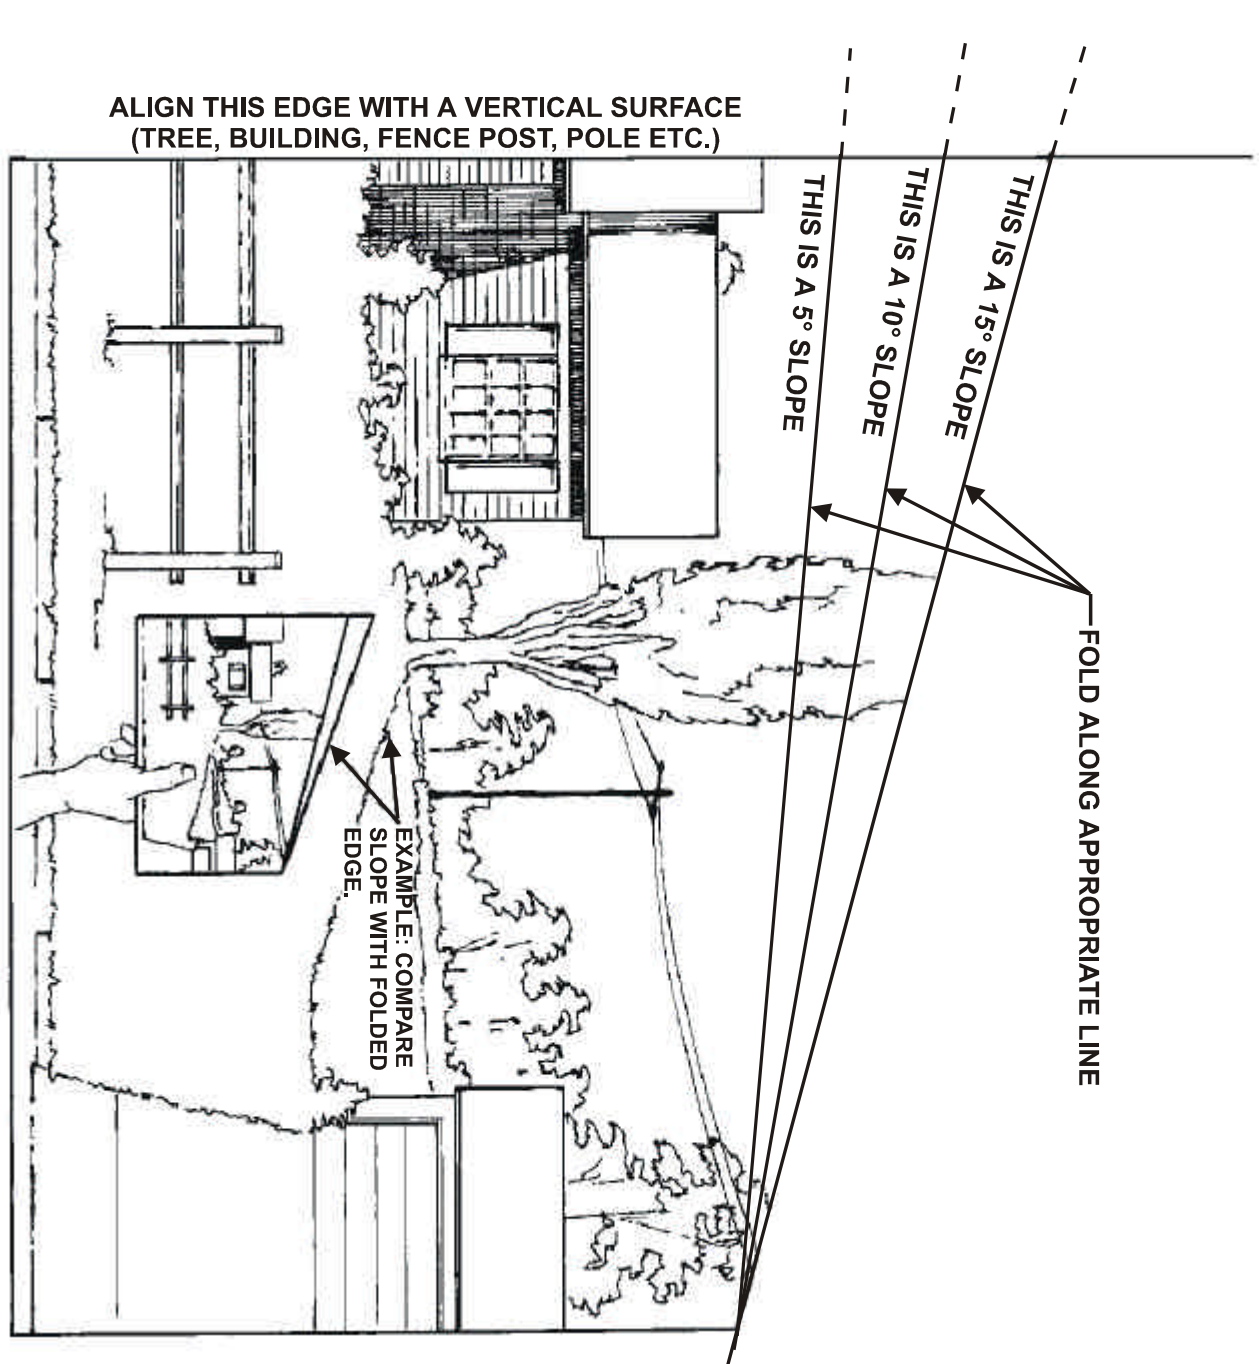 ALIGN THIS EDGE WITH A VERTICAL SURFACE
(TREE, BUILDING, FENCE POST, POLE ETC.)
THIS IS A 5° SLOPE
THIS IS A 10° SLOPE
THIS IS A 15° SLOPE
FOLD ALONG APPROPRIATE LINE
EXAMPLE: COMPARE
SLOPE WITH FOLDED
EDGE.